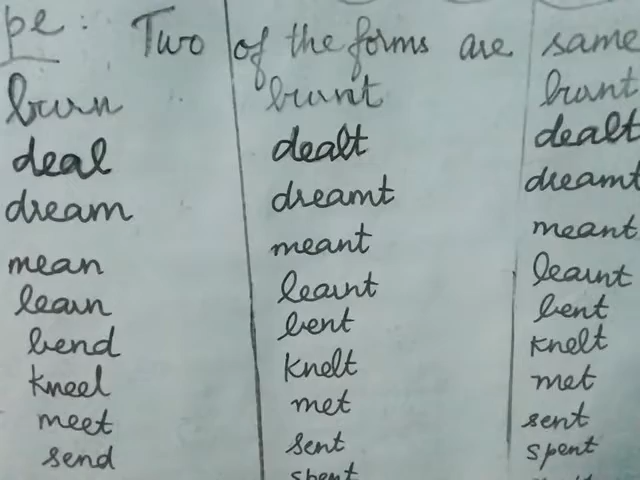 pe: Two of the forms are same
burn burnt burnt
deal dealt dealt
dream dreamt dreamt
mean meant meant
learn learnt learnt
bend bent bent
kneel knelt knelt
meet met met
send sent sent
spent spent